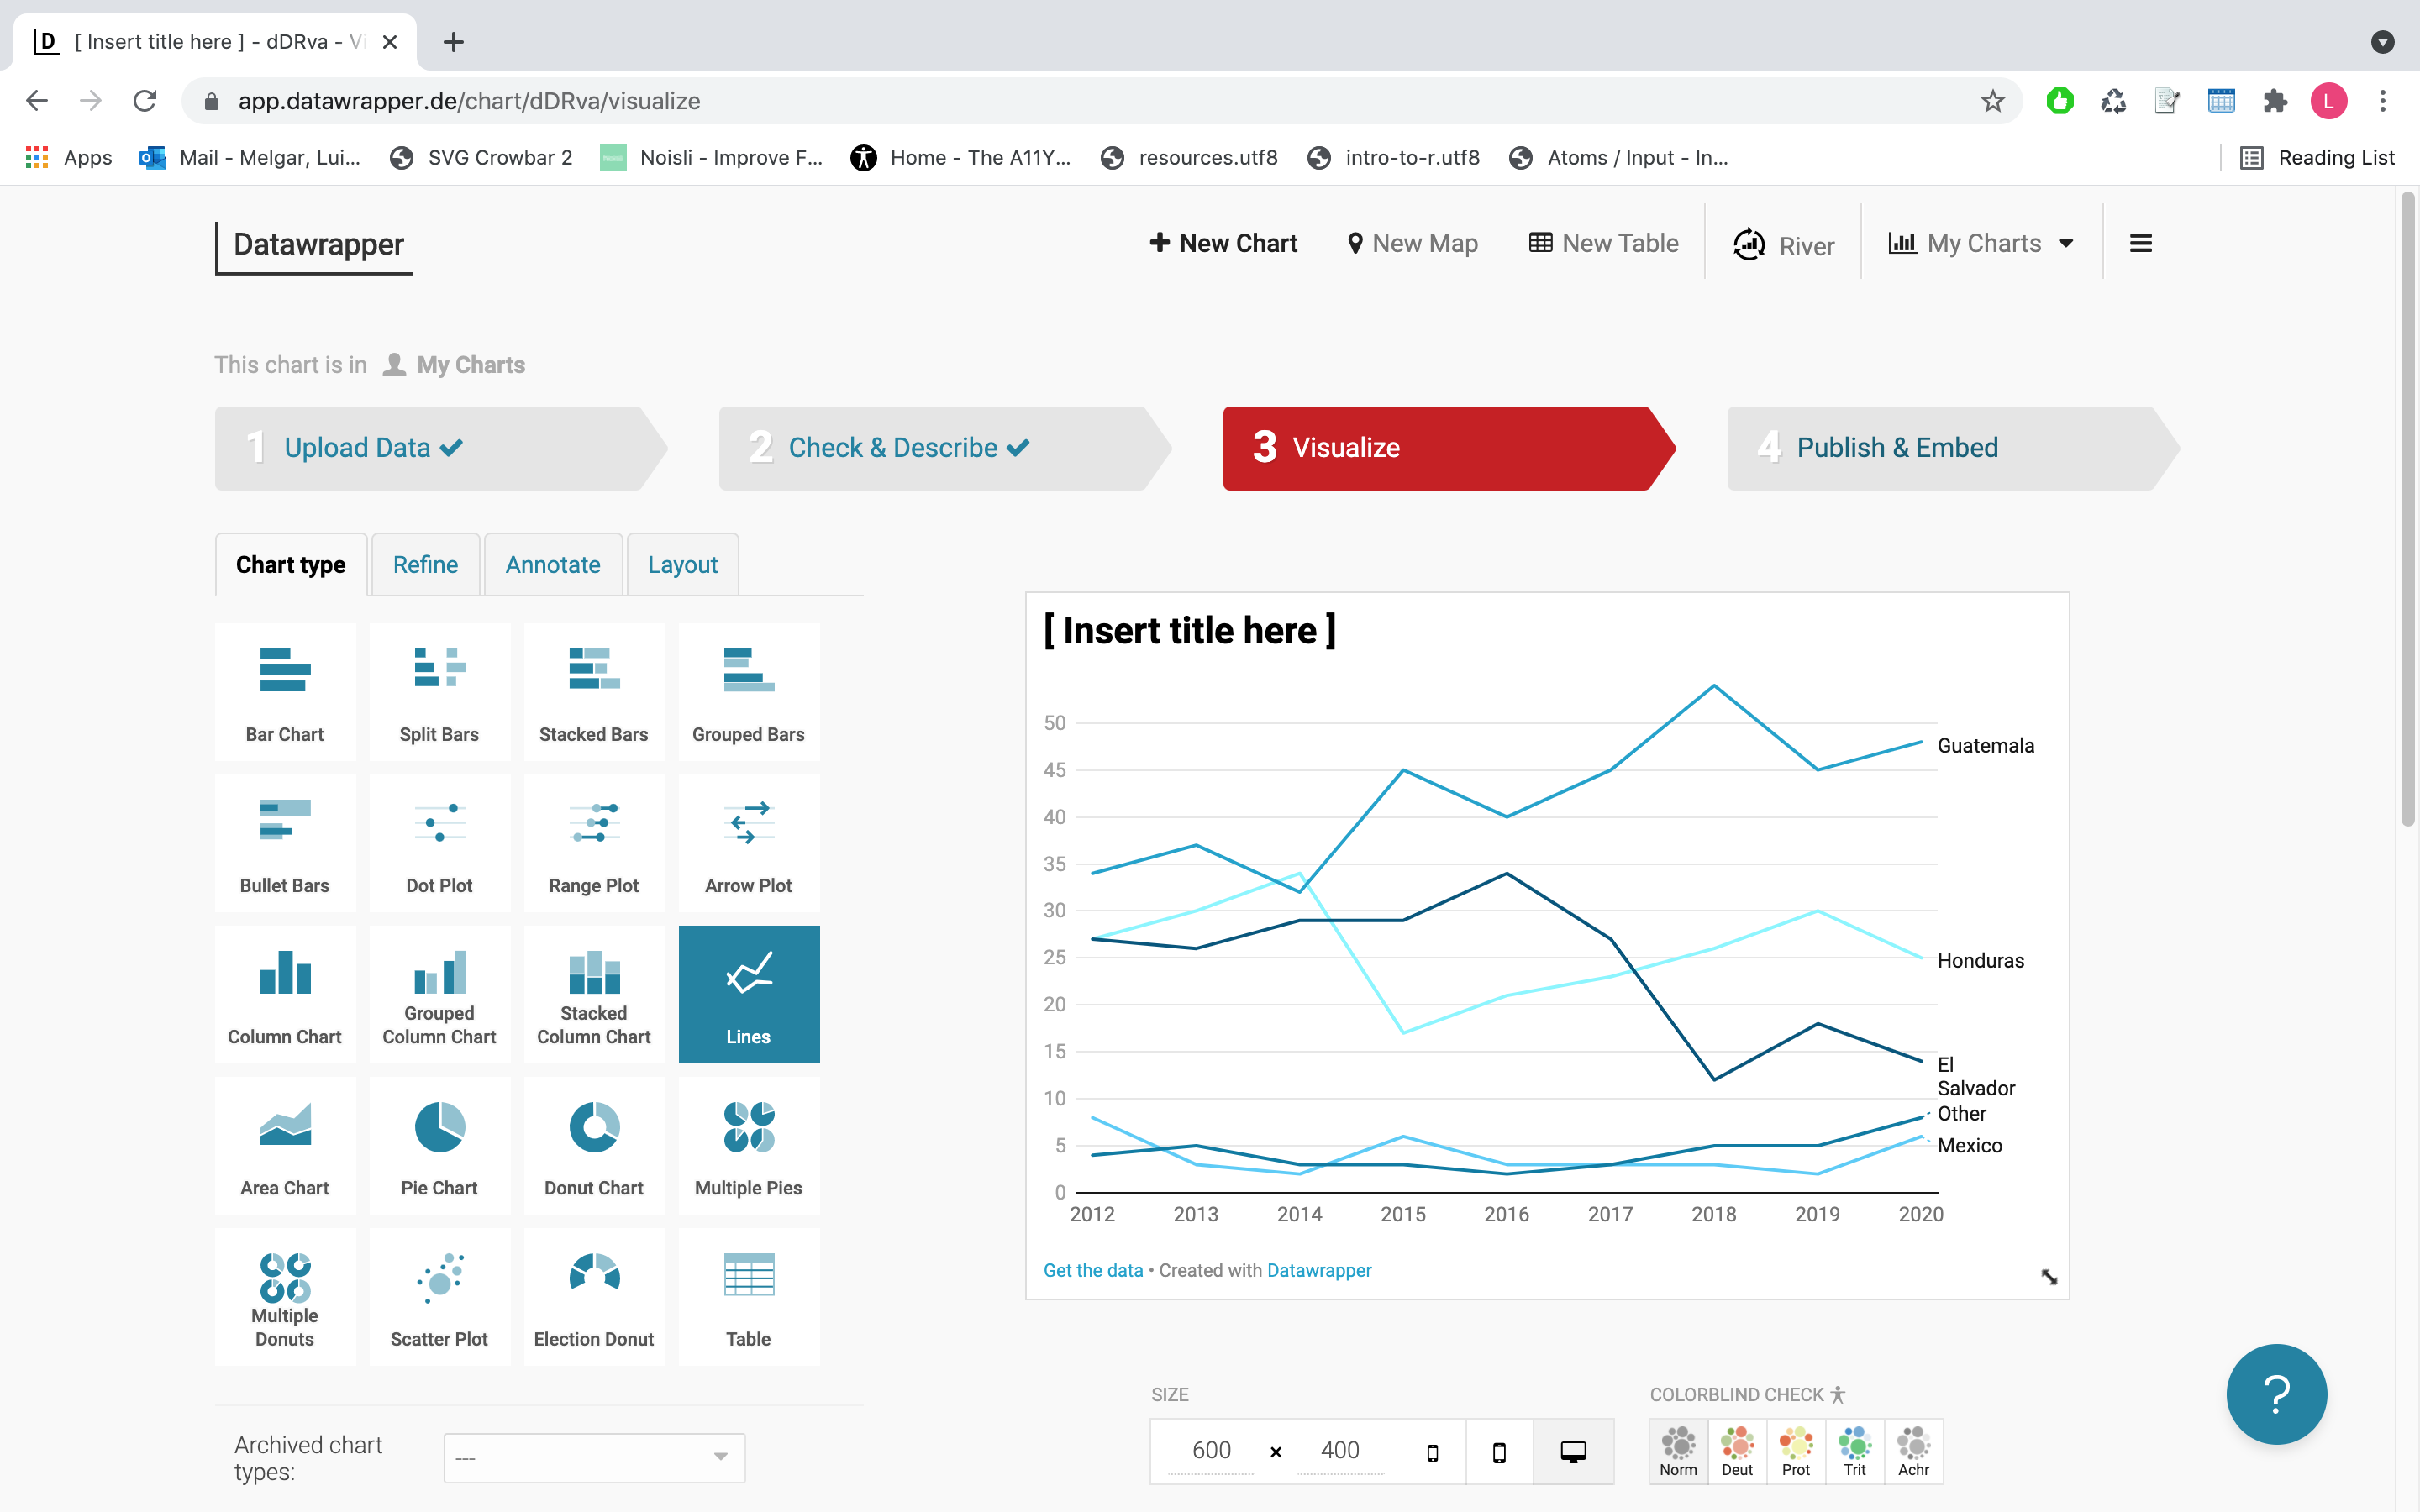 D [ Insert title here ] - dDRva - Vi
app.datawrapper.de/chart/dDRva/visualize
L
Apps Mail - Melgar, Lui... SVG Crowbar 2 Noisli - Improve F... Home - The A11Y... resources.utf8 intro-to-r.utf8 Atoms / Input - In... Reading List
Datawrapper
New Chart New Map New Table River My Charts
This chart is in My Charts
1 Upload Data 2 Check & Describe 3 Visualize 4 Publish & Embed
Chart type Refine Annotate Layout
Bar Chart Split Bars Stacked Bars Grouped Bars
Bullet Bars Dot Plot Range Plot Arrow Plot
Column Chart Grouped Column Chart Stacked Column Chart Lines
Area Chart Pie Chart Donut Chart Multiple Pies
Multiple Donuts Scatter Plot Election Donut Table
Archived chart types: ---
[ Insert title here ]
50
45
40
35
30
25
20
15
10
5
0
Guatemala
Honduras
El
Salvador
Other
Mexico
2012 2013 2014 2015 2016 2017 2018 2019 2020
Get the data • Created with Datawrapper
SIZE
600 × 400
COLORBLIND CHECK
Norm Deut Prot Trit Achr
?